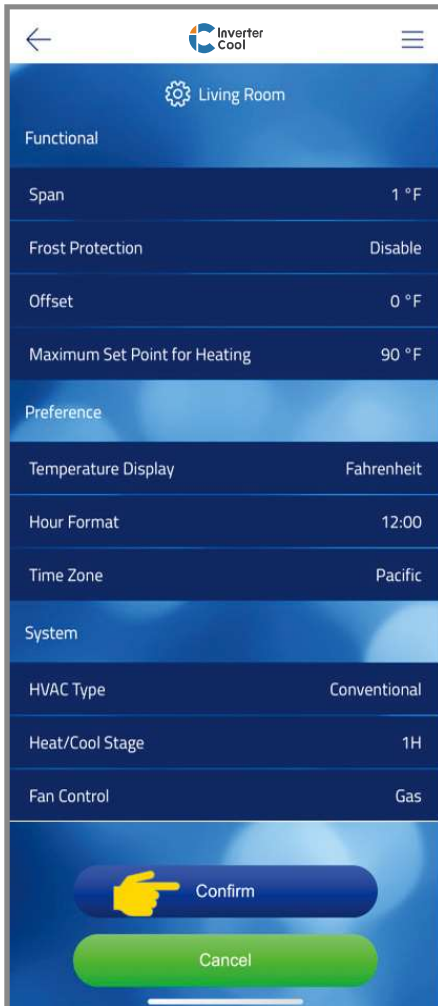 Inverter
Cool
Living Room
Functional
Span 1 °F
Frost Protection Disable
Offset 0 °F
Maximum Set Point for Heating 90 °F
Preference
Temperature Display Fahrenheit
Hour Format 12:00
Time Zone Pacific
System
HVAC Type Conventional
Heat/Cool Stage 1H
Fan Control Gas
Confirm
Cancel